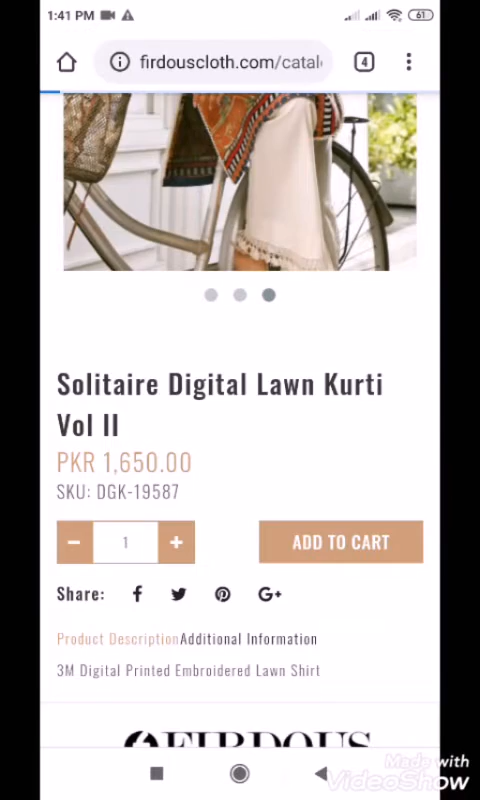 1:41 PM
61
firdouscloth.com/catal
4
Solitaire Digital Lawn Kurti
Vol II
PKR 1,650.00
SKU: DGK-19587
1
ADD TO CART
Share:
Product Description Additional Information
3M Digital Printed Embroidered Lawn Shirt
FIRDOUS
Made with
VideoShow